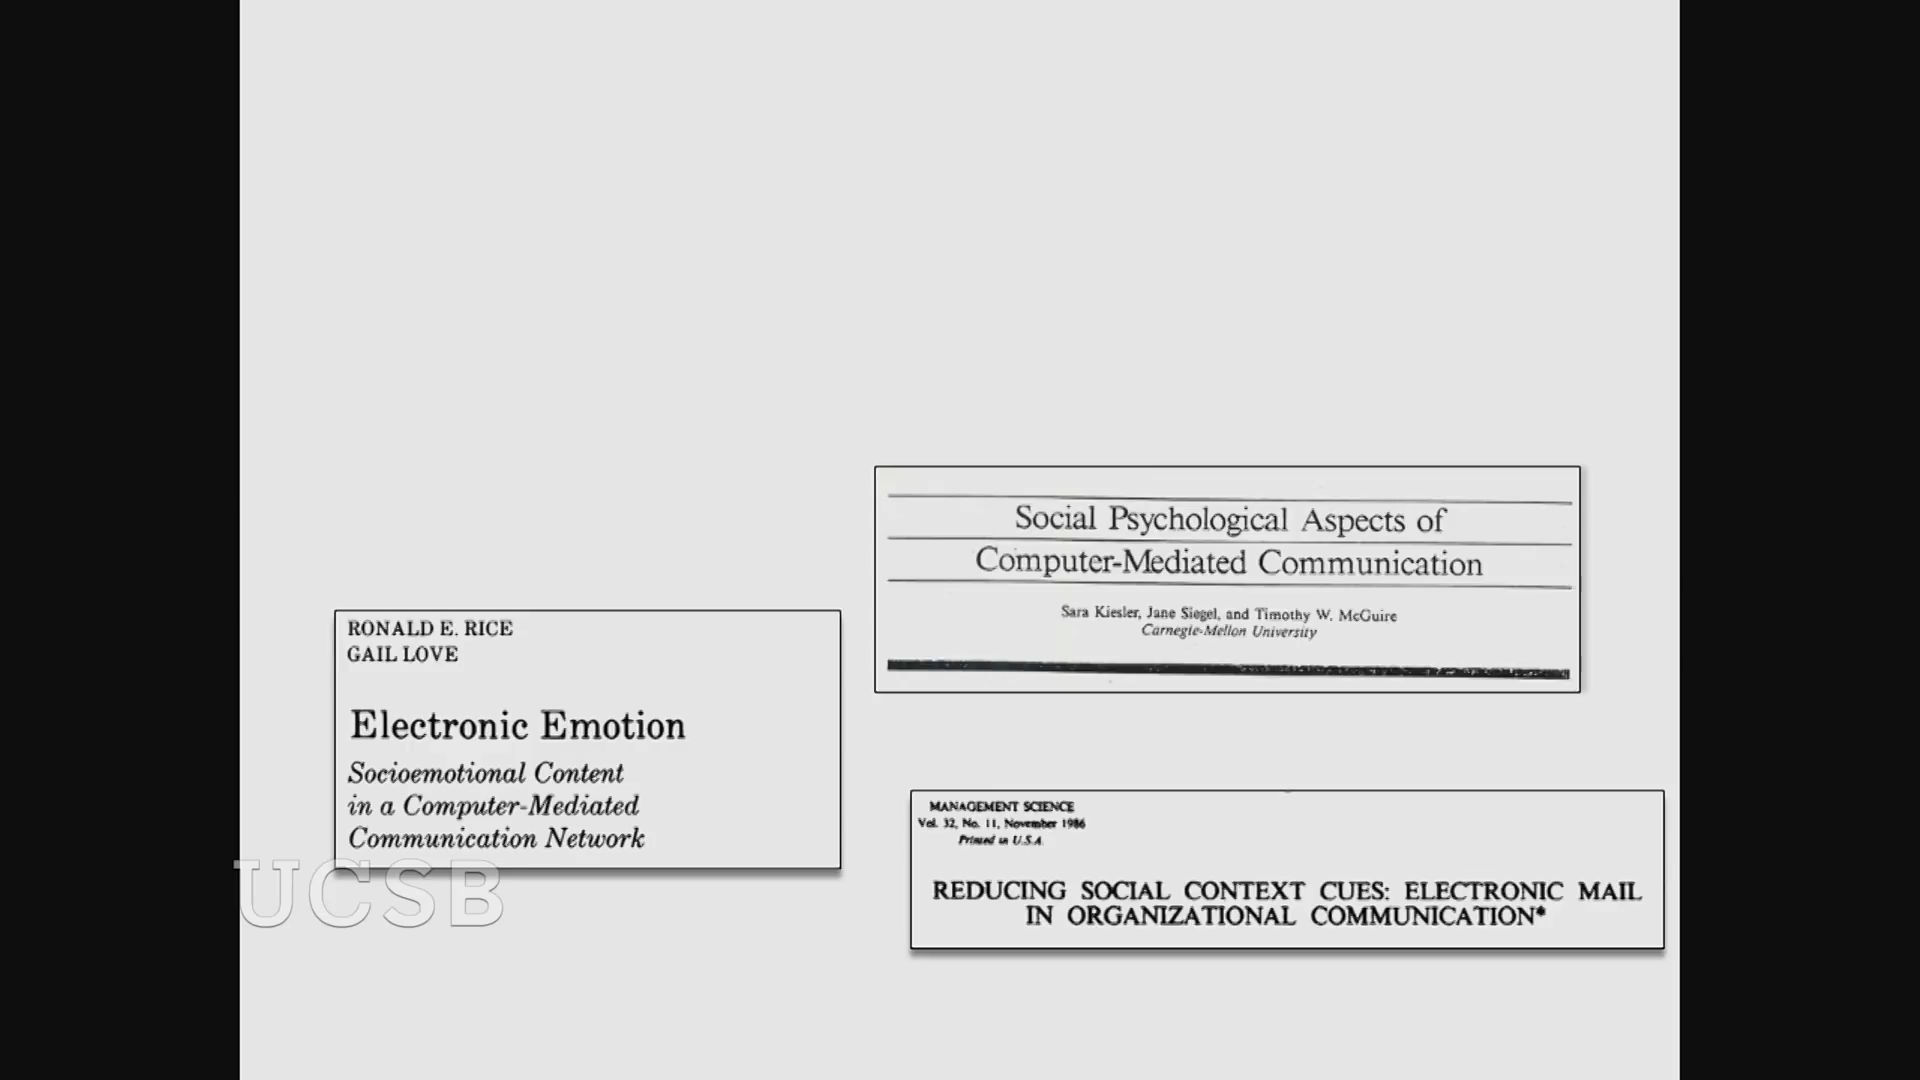 Social Psychological Aspects of
Computer-Mediated Communication
Sara Kiesler, Jane Siegel, and Timothy W. McGuire
Carnegie-Mellon University
RONALD E. RICE
GAIL LOVE
Electronic Emotion
Socioemotional Content
in a Computer-Mediated
Communication Network
MANAGEMENT SCIENCE
Vol. 32, No. 11, November 1986
Printed in U.S.A.
REDUCING SOCIAL CONTEXT CUES: ELECTRONIC MAIL
IN ORGANIZATIONAL COMMUNICATION*
UCSB